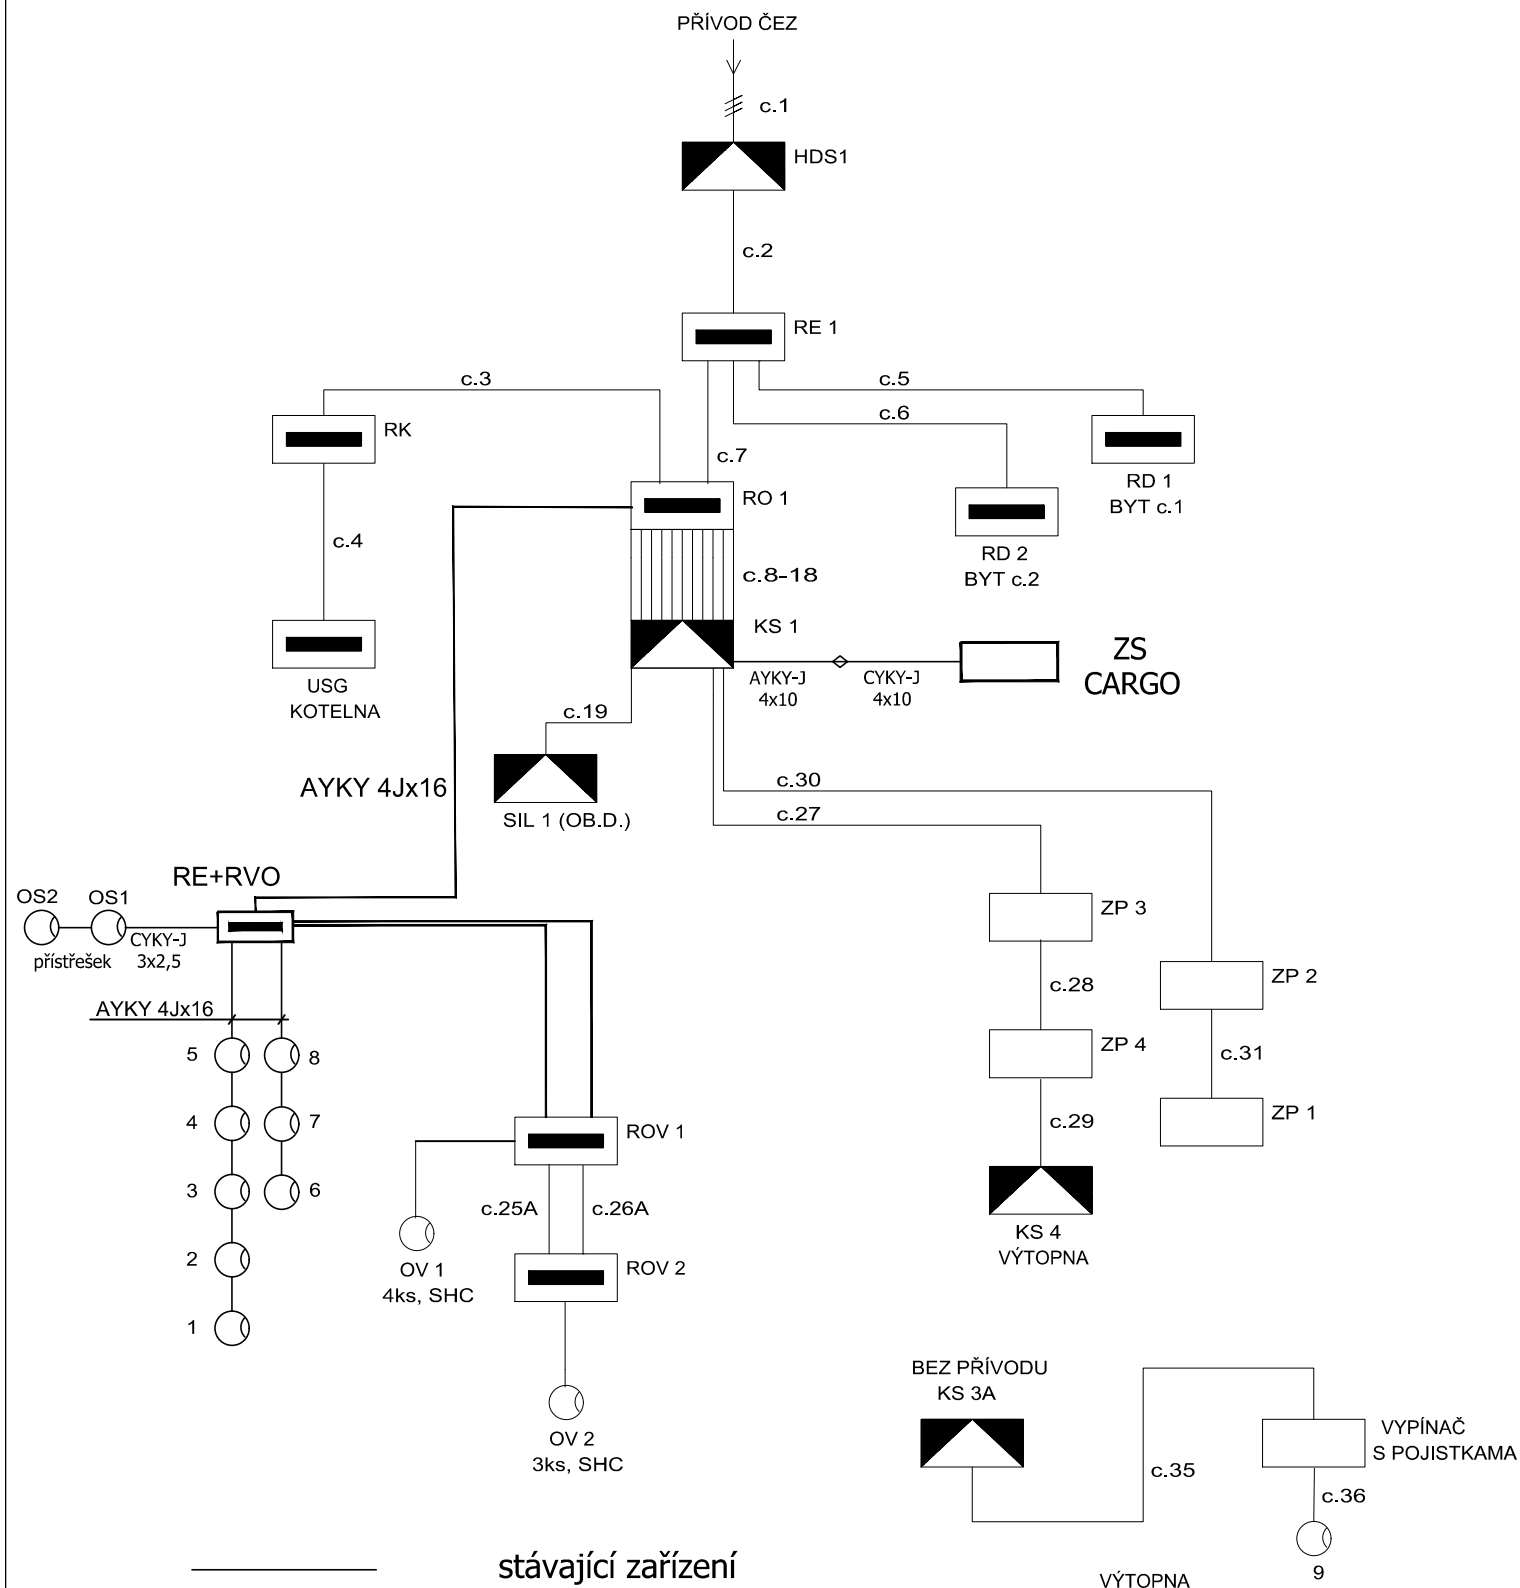 PŘÍVOD ČEZ
c.1
HDS1
c.2
RE 1
c.3
c.5
c.6
RK
c.7
RO 1
RD 1
BYT c.1
c.4
RD 2
BYT c.2
c.8-18
KS 1
ZS
CARGO
AYKY-J
4x10
CYKY-J
4x10
USG
KOTELNA
c.19
AYKY 4Jx16
c.30
SIL 1 (OB.D.)
c.27
RE+RVO
OS2
OS1
CYKY-J
3x2,5
přístřešek
ZP 3
ZP 2
c.28
AYKY 4Jx16
5
8
ZP 4
c.31
4
7
ROV 1
c.29
ZP 1
3
6
c.25A
c.26A
KS 4
VÝTOPNA
2
OV 1
4ks, SHC
ROV 2
1
BEZ PŘÍVODU
KS 3A
OV 2
3ks, SHC
VYPÍNAČ
S POJISTKAMA
c.35
c.36
9
stávající zařízení
VÝTOPNA